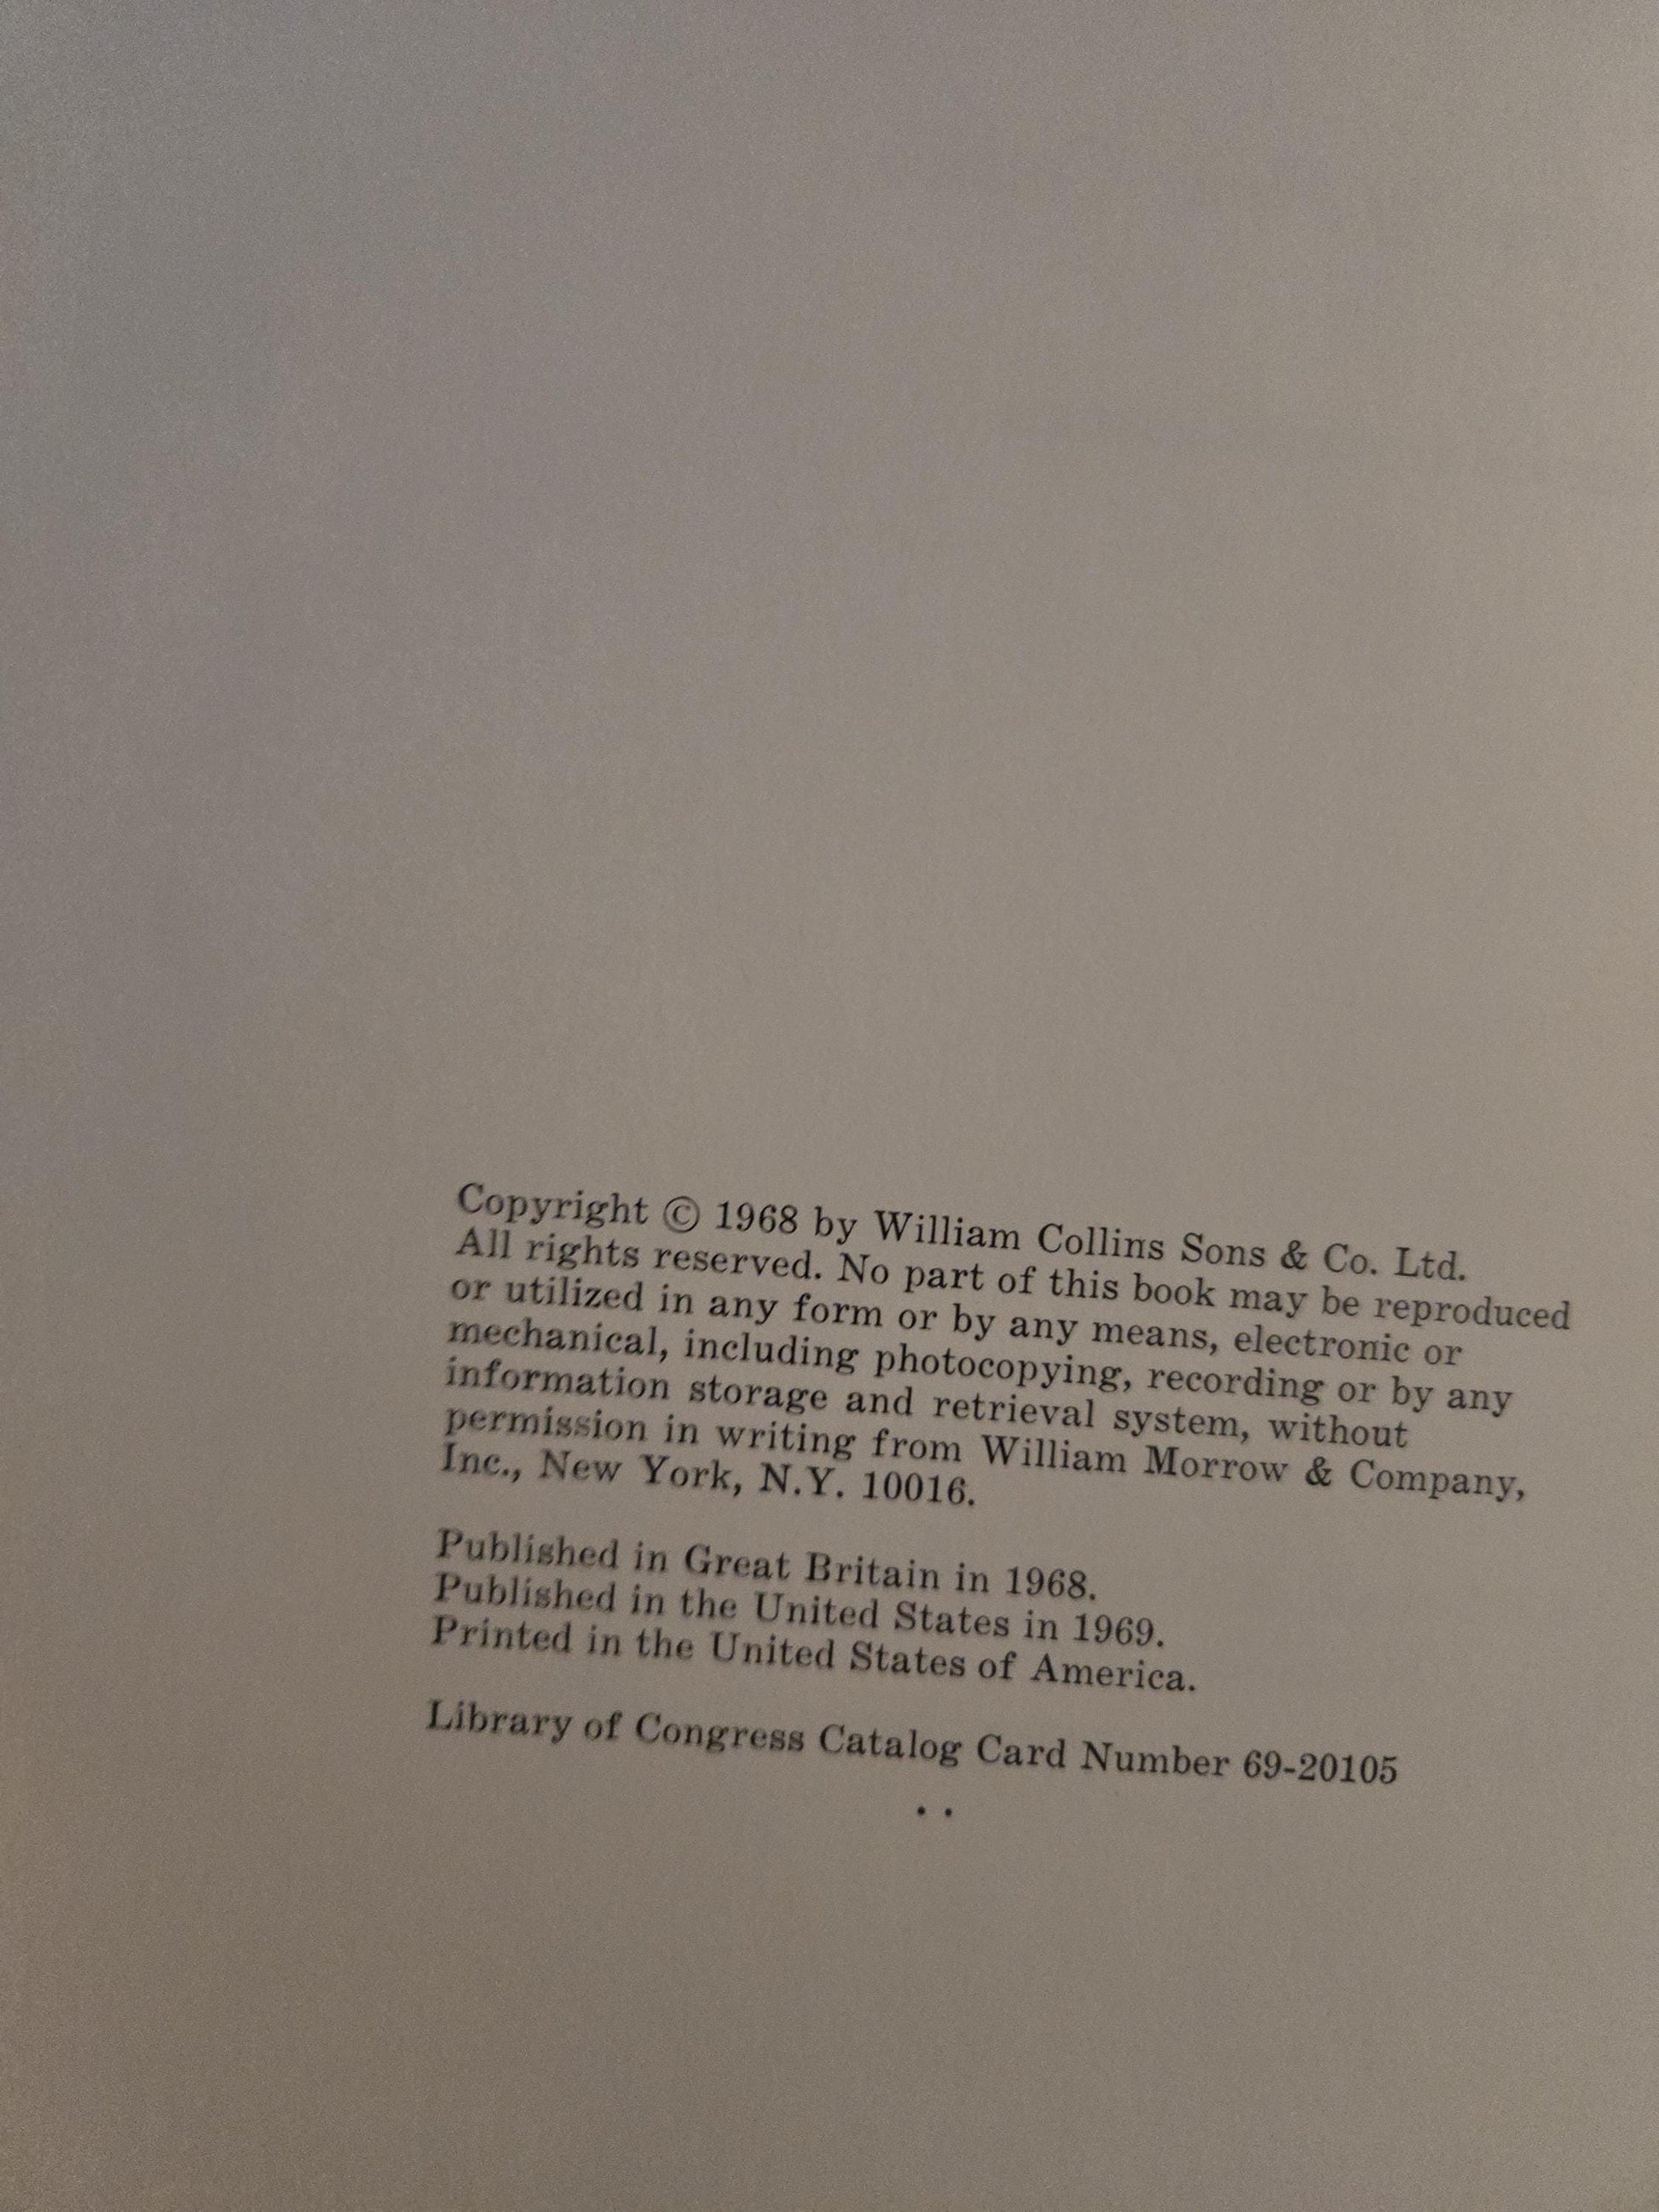 Copyright © 1968 by William Collins Sons & Co. Ltd.
All rights reserved. No part of this book may be reproduced
or utilized in any form or by any means, electronic or
mechanical, including photocopying, recording or by any
information storage and retrieval system, without
permission in writing from William Morrow & Company,
Inc., New York, N.Y. 10016.
Published in Great Britain in 1968.
Published in the United States in 1969.
Printed in the United States of America.
Library of Congress Catalog Card Number 69-20105